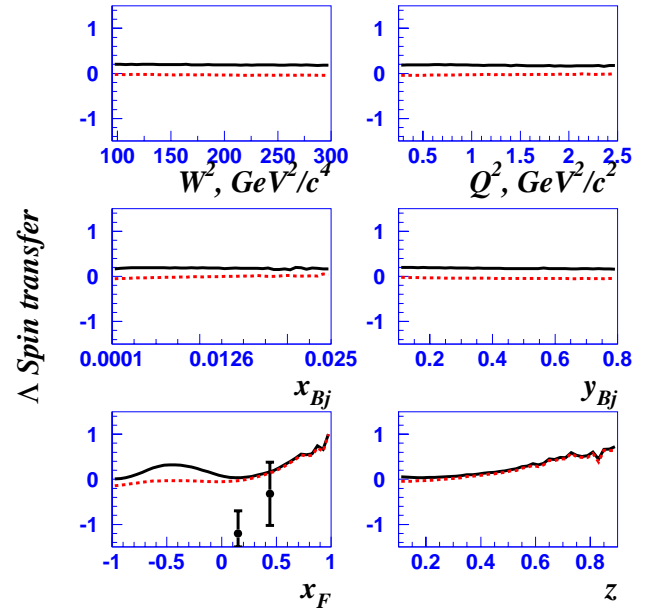 1
0
-1
1
0
-1
100 150 200 250 300
0.5 1 1.5 2 2.5
W², GeV²/c⁴
Q², GeV²/c²
Λ Spin transfer
1
0
-1
1
0
-1
0.0001 0.0126 0.025
0.2 0.4 0.6 0.8
x_Bj
y_Bj
1
0
-1
1
0
-1
-1 -0.5 0 0.5 1
0.2 0.4 0.6 0.8
x_F
z